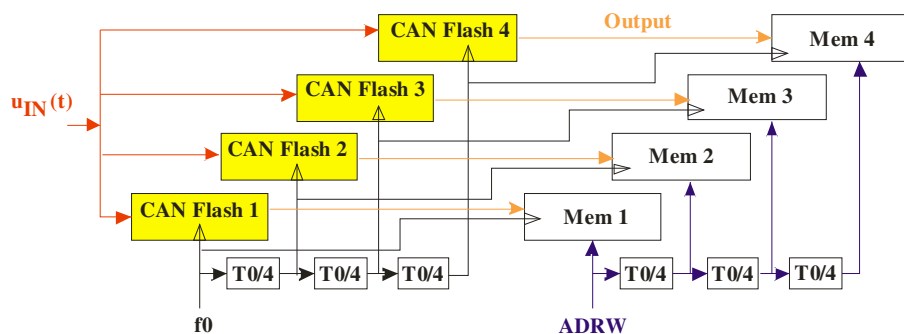 Output
CAN Flash 4
Mem 4
CAN Flash 3
Mem 3
uIN(t)
CAN Flash 2
Mem 2
CAN Flash 1
Mem 1
T0/4 T0/4 T0/4 T0/4 T0/4 T0/4
f0 ADRW